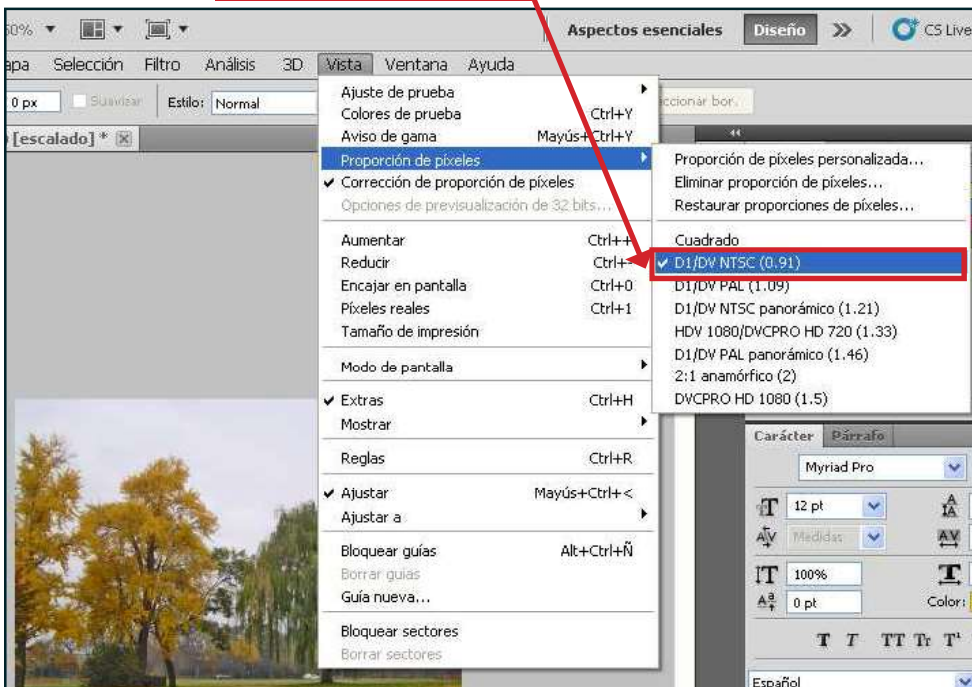 50% Aspectos esenciales Diseño CS Live
apa Selección Filtro Análisis 3D Vista Ventana Ayuda
0 px Suavizar Estilo: Normal ccionar bor.
[escalado] *
Ajuste de prueba
Colores de prueba Ctrl+Y
Aviso de gama Mayús+Ctrl+Y
Proporción de píxeles
Corrección de proporción de píxeles
Opciones de previsualización de 32 bits...
Aumentar Ctrl++
Reducir Ctrl+-
Encajar en pantalla Ctrl+0
Píxeles reales Ctrl+1
Tamaño de impresión
Modo de pantalla
Extras Ctrl+H
Mostrar
Reglas Ctrl+R
Ajustar Mayús+Ctrl+<
Ajustar a
Bloquear guías Alt+Ctrl+Ñ
Borrar guías
Guía nueva...
Bloquear sectores
Borrar sectores
Proporción de píxeles personalizada...
Eliminar proporción de píxeles...
Restaurar proporciones de píxeles...
Cuadrado
D1/DV NTSC (0.91)
D1/DV PAL (1.09)
D1/DV NTSC panorámico (1.21)
HDV 1080/DVCPRO HD 720 (1.33)
D1/DV PAL panorámico (1.46)
2:1 anamórfico (2)
DVCPRO HD 1080 (1.5)
Carácter Párrafo
Myriad Pro
12 pt
Medidas
100%
0 pt Color:
T T TT Tr T¹
Español